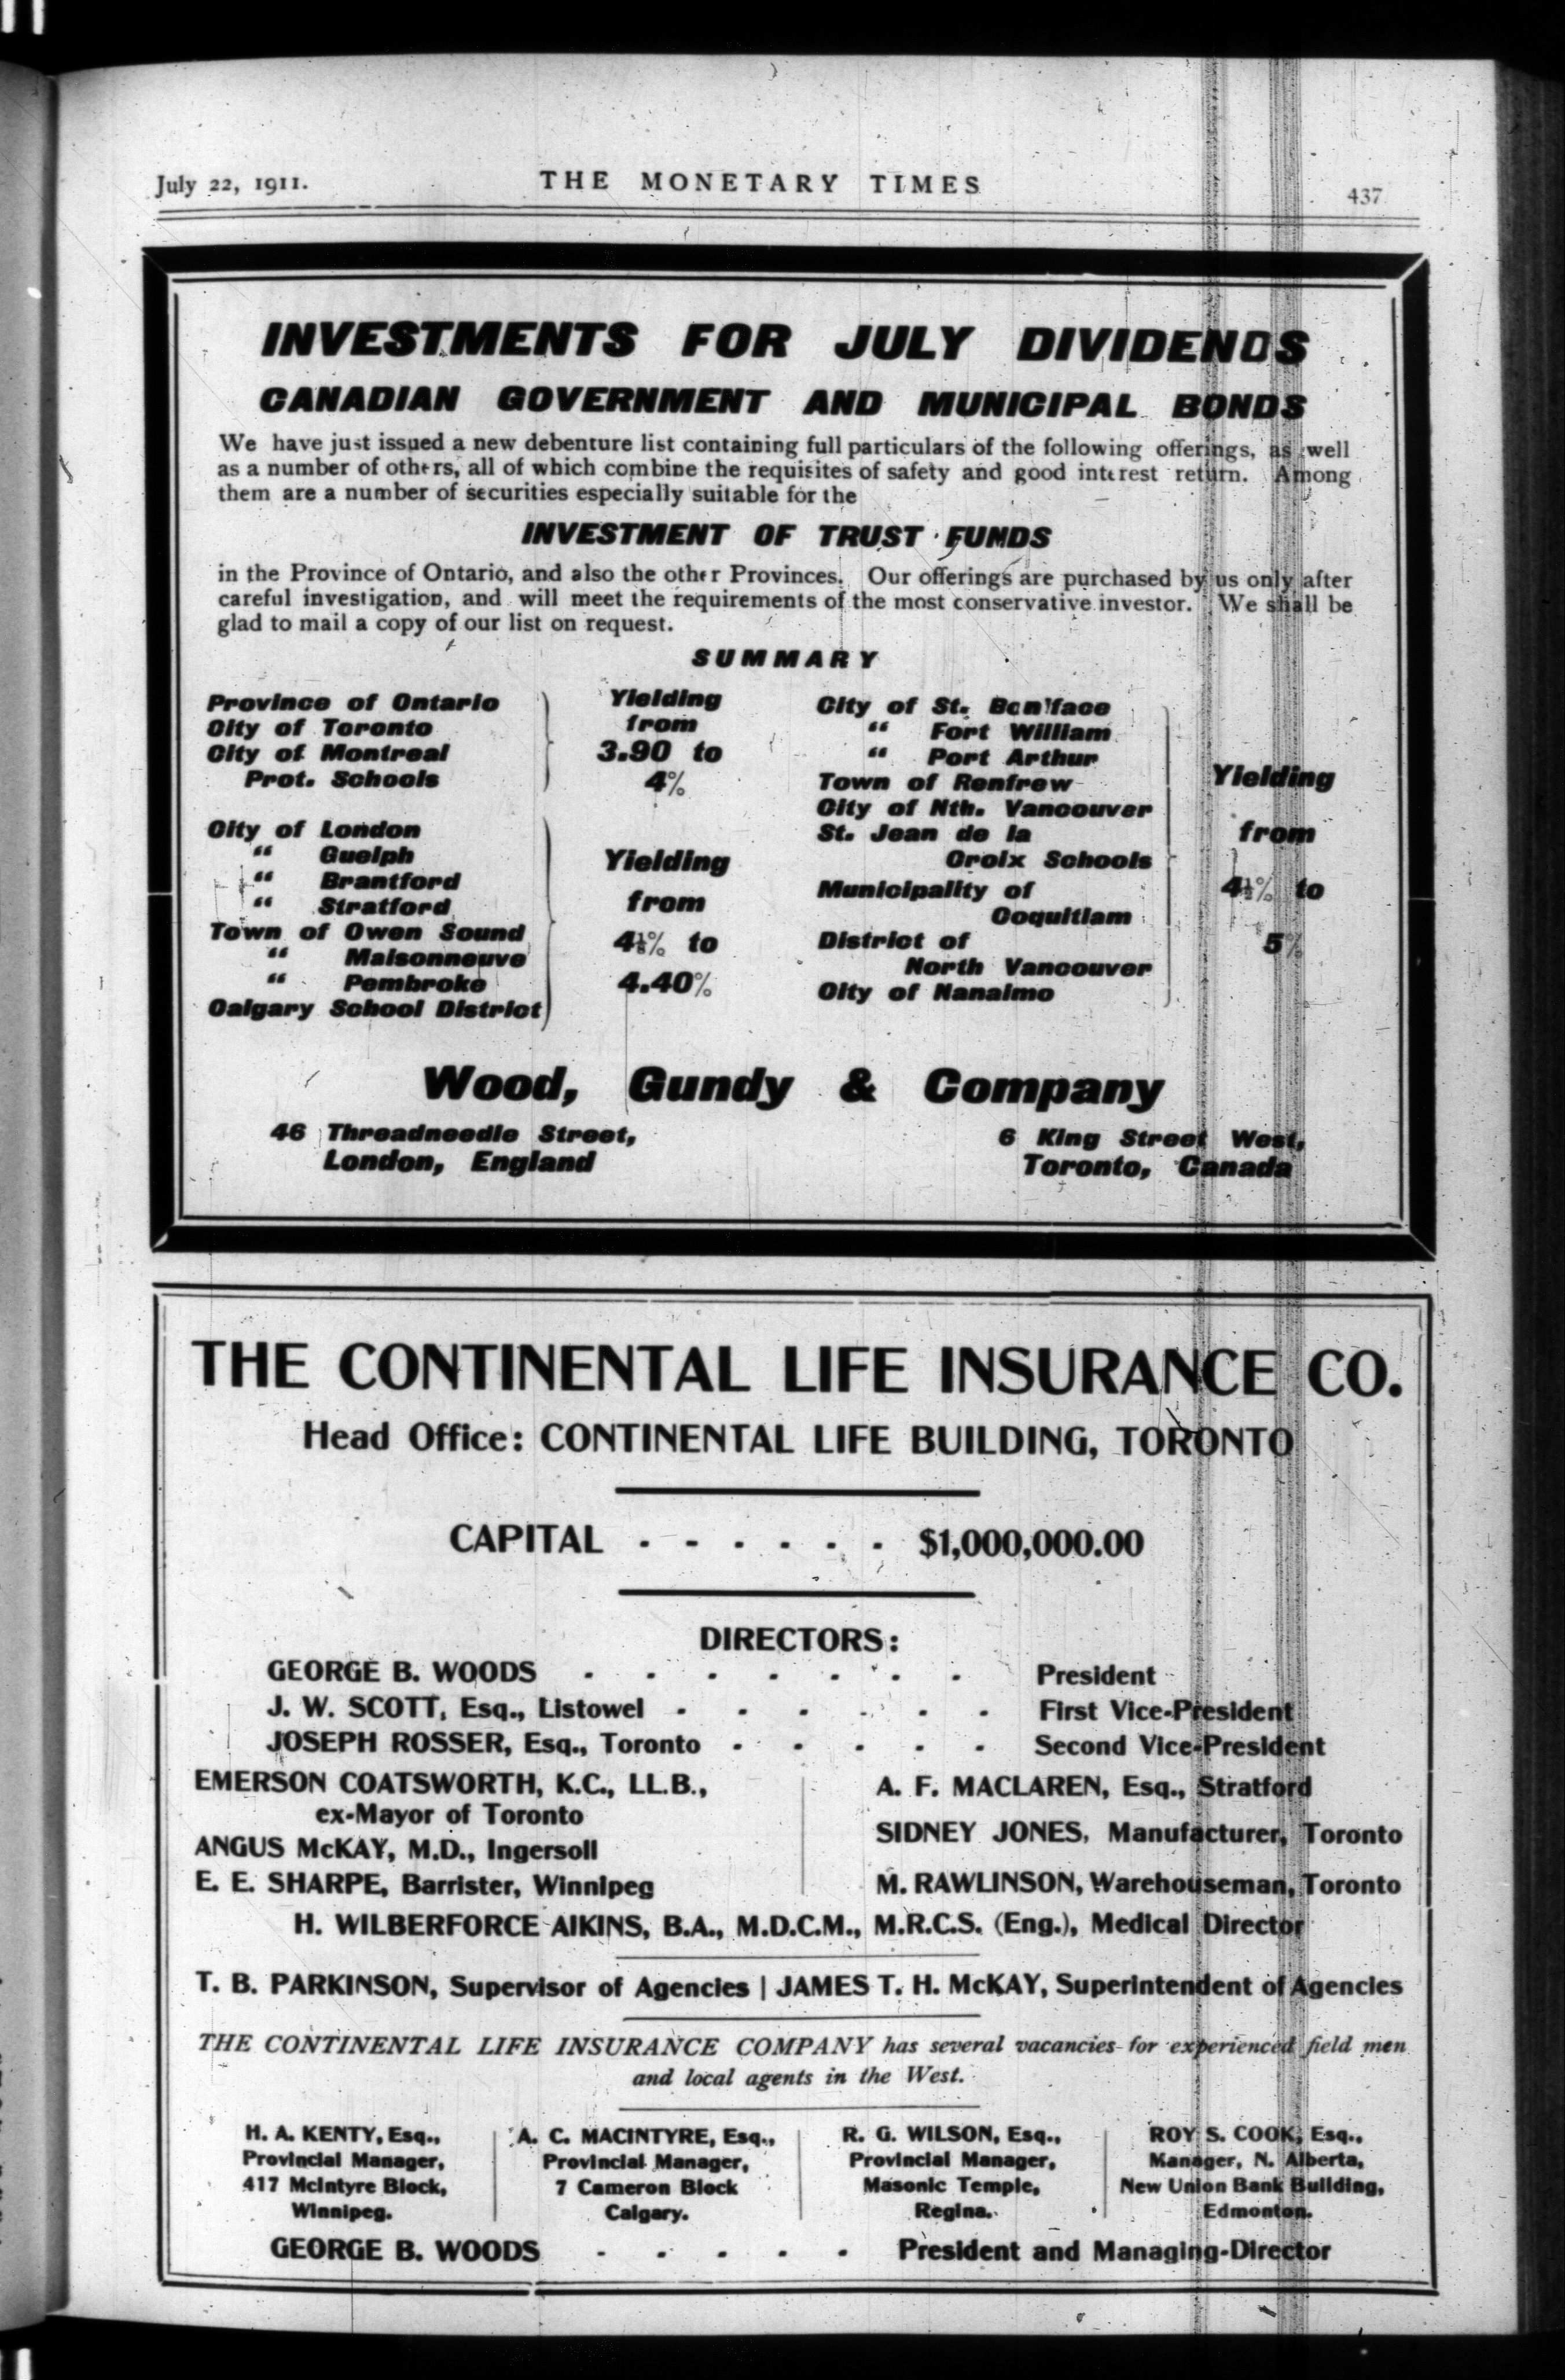 July 22, 1911.
THE MONETARY TIMES
437
INVESTMENTS FOR JULY DIVIDENDS
CANADIAN GOVERNMENT AND MUNICIPAL BONDS
We have just issued a new debenture list containing full particulars of the following offerings, as well
as a number of others, all of which combine the requisites of safety and good interest return. Among
them are a number of securities especially suitable for the
INVESTMENT OF TRUST FUNDS
in the Province of Ontario, and also the other Provinces. Our offerings are purchased by us only after
careful investigation, and will meet the requirements of the most conservative investor. We shall be
glad to mail a copy of our list on request.
SUMMARY
Province of Ontario
City of Toronto
City of Montreal
Prot. Schools
Yielding
from
3.90 to
4%
City of London
“ Guelph
“ Brantford
“ Stratford
Town of Owen Sound
“ Maisonneuve
“ Pembroke
Calgary School District
Yielding
from
4⅛% to
4.40%
City of St. Boniface
“ Fort William
“ Port Arthur
Town of Renfrew
City of Nth. Vancouver
St. Jean de la
Croix Schools
Municipality of
Coquitlam
District of
North Vancouver
City of Nanaimo
Yielding
from
4½% to
5%
Wood, Gundy & Company
46 Threadneedle Street,
London, England
6 King Street West,
Toronto, Canada
THE CONTINENTAL LIFE INSURANCE CO.
Head Office: CONTINENTAL LIFE BUILDING, TORONTO
CAPITAL - - - - - - $1,000,000.00
DIRECTORS:
GEORGE B. WOODS - - - - - - - President
J. W. SCOTT, Esq., Listowel - - - - - - First Vice-President
JOSEPH ROSSER, Esq., Toronto - - - - - Second Vice-President
EMERSON COATSWORTH, K.C., LL.B.,
ex-Mayor of Toronto
ANGUS McKAY, M.D., Ingersoll
E. E. SHARPE, Barrister, Winnipeg
A. F. MACLAREN, Esq., Stratford
SIDNEY JONES, Manufacturer, Toronto
M. RAWLINSON, Warehouseman, Toronto
H. WILBERFORCE AIKINS, B.A., M.D.C.M., M.R.C.S. (Eng.), Medical Director
T. B. PARKINSON, Supervisor of Agencies | JAMES T. H. McKAY, Superintendent of Agencies
THE CONTINENTAL LIFE INSURANCE COMPANY has several vacancies for experienced field men
and local agents in the West.
H. A. KENTY, Esq.,
Provincial Manager,
417 McIntyre Block,
Winnipeg.
A. C. MACINTYRE, Esq.,
Provincial Manager,
7 Cameron Block
Calgary.
R. G. WILSON, Esq.,
Provincial Manager,
Masonic Temple,
Regina.
ROY S. COOK, Esq.,
Manager, N. Alberta,
New Union Bank Building,
Edmonton.
GEORGE B. WOODS - - - - - President and Managing-Director